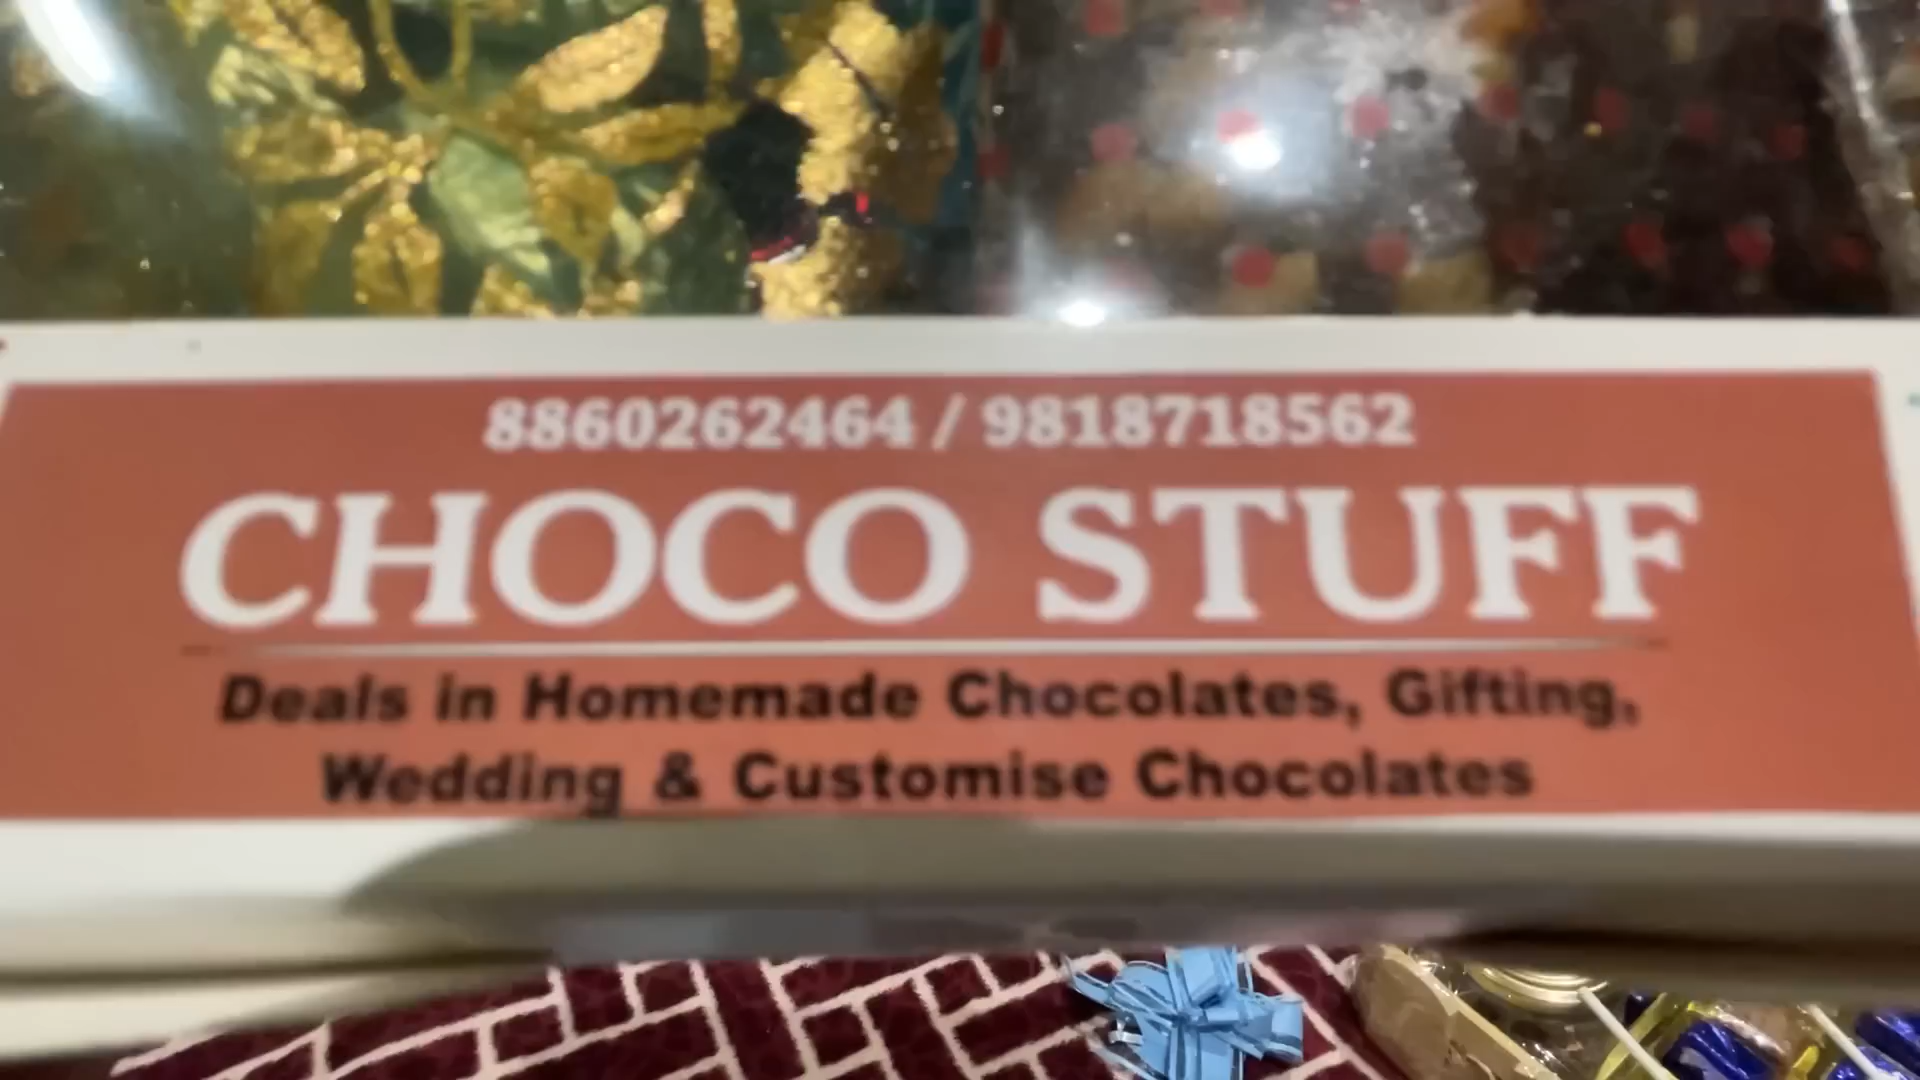 8860262464 / 9818718562
CHOCO STUFF
Deals in Homemade Chocolates, Gifting,
Wedding & Customise Chocolates